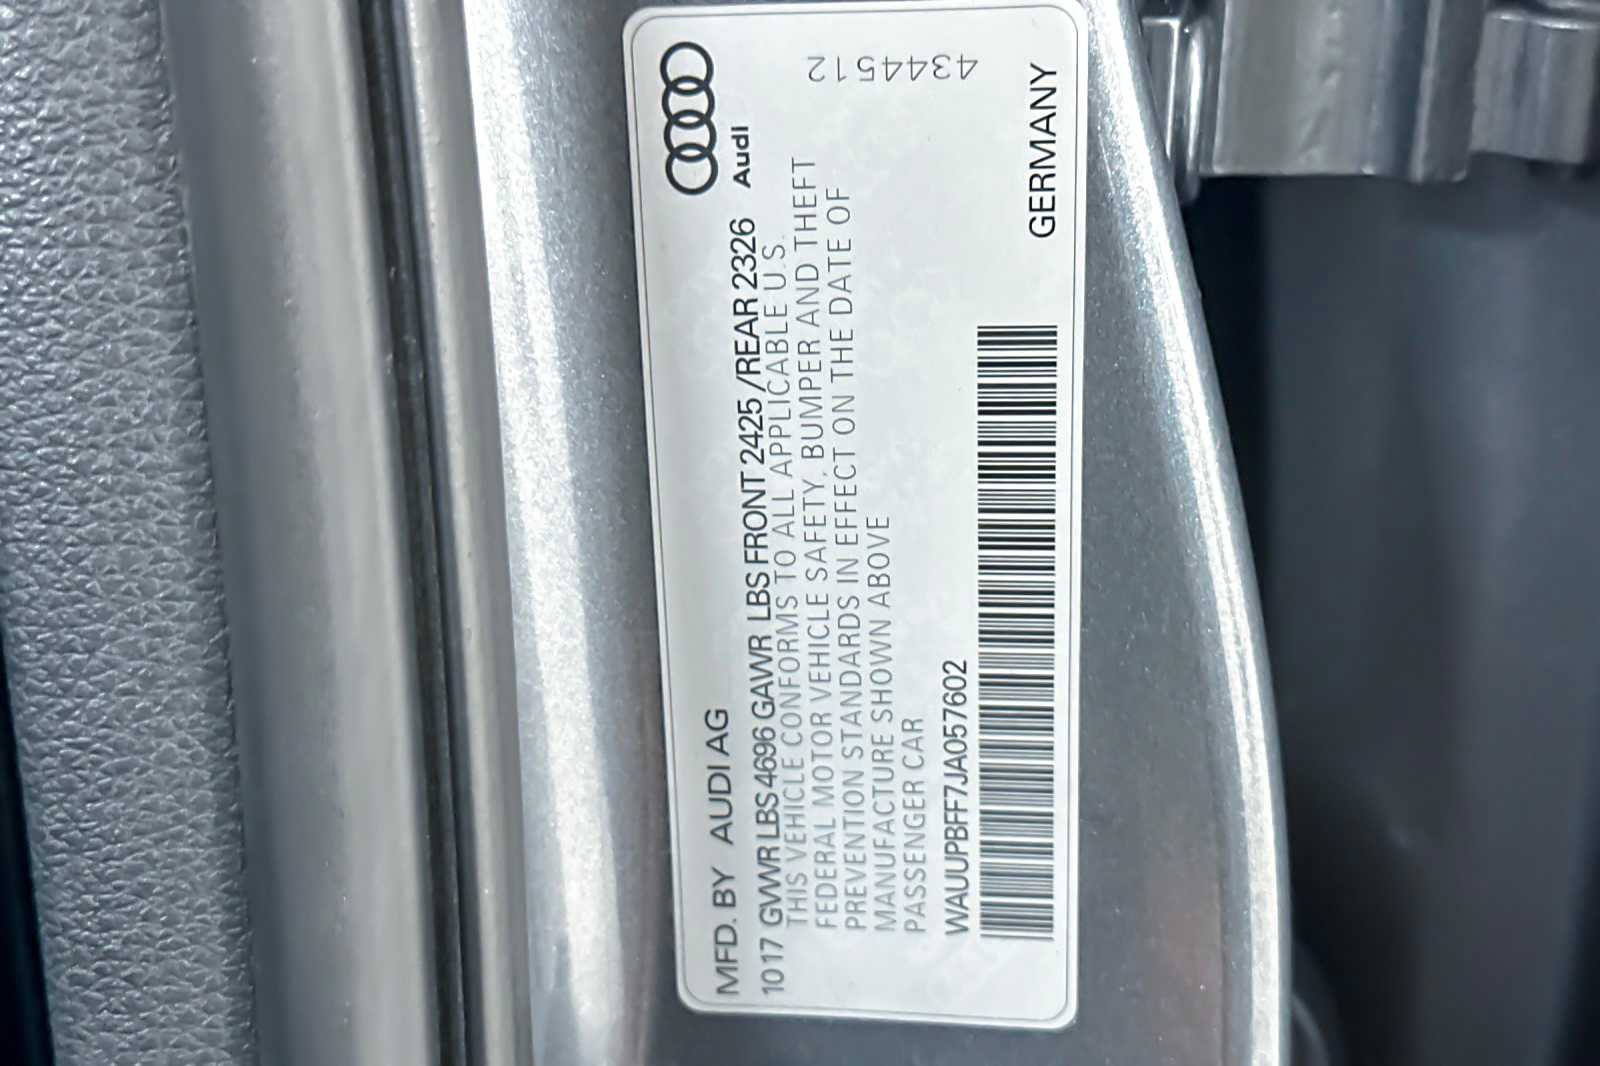 Audi
MFD. BY AUDI AG
1017 GVWR LBS 4696 GAWR LBS FRONT 2425 /REAR 2326
THIS VEHICLE CONFORMS TO ALL APPLICABLE U.S.
FEDERAL MOTOR VEHICLE SAFETY, BUMPER AND THEFT
PREVENTION STANDARDS IN EFFECT ON THE DATE OF
MANUFACTURE SHOWN ABOVE
PASSENGER CAR
WAUUPBFF7JA057602
GERMANY
434512